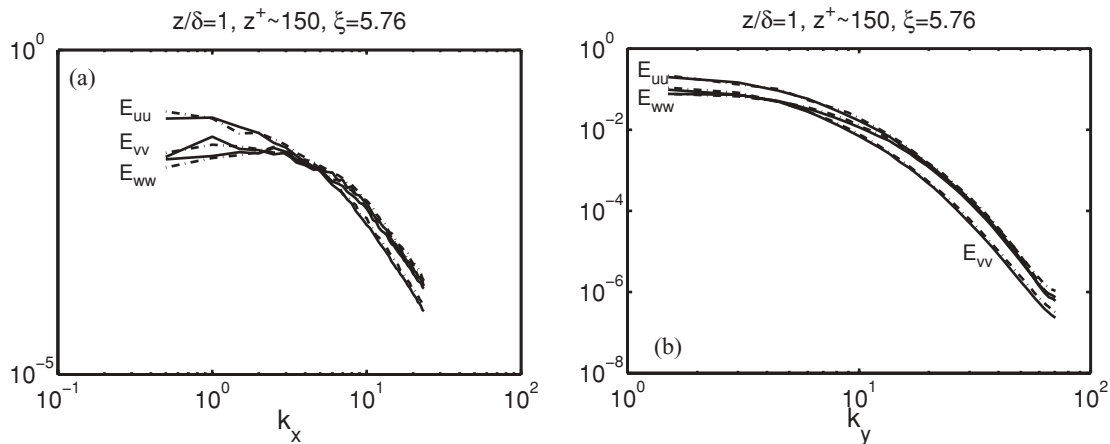 z/δ=1, z⁺~150, ξ=5.76
10⁰
(a)
E_uu
E_vv
E_ww
10⁻⁵
10⁻¹
10⁰
10¹
10²
k_x
z/δ=1, z⁺~150, ξ=5.76
10⁰
E_uu
E_ww
10⁻²
10⁻⁴
E_vv
10⁻⁶
(b)
10⁻⁸
10⁰
10¹
10²
k_y